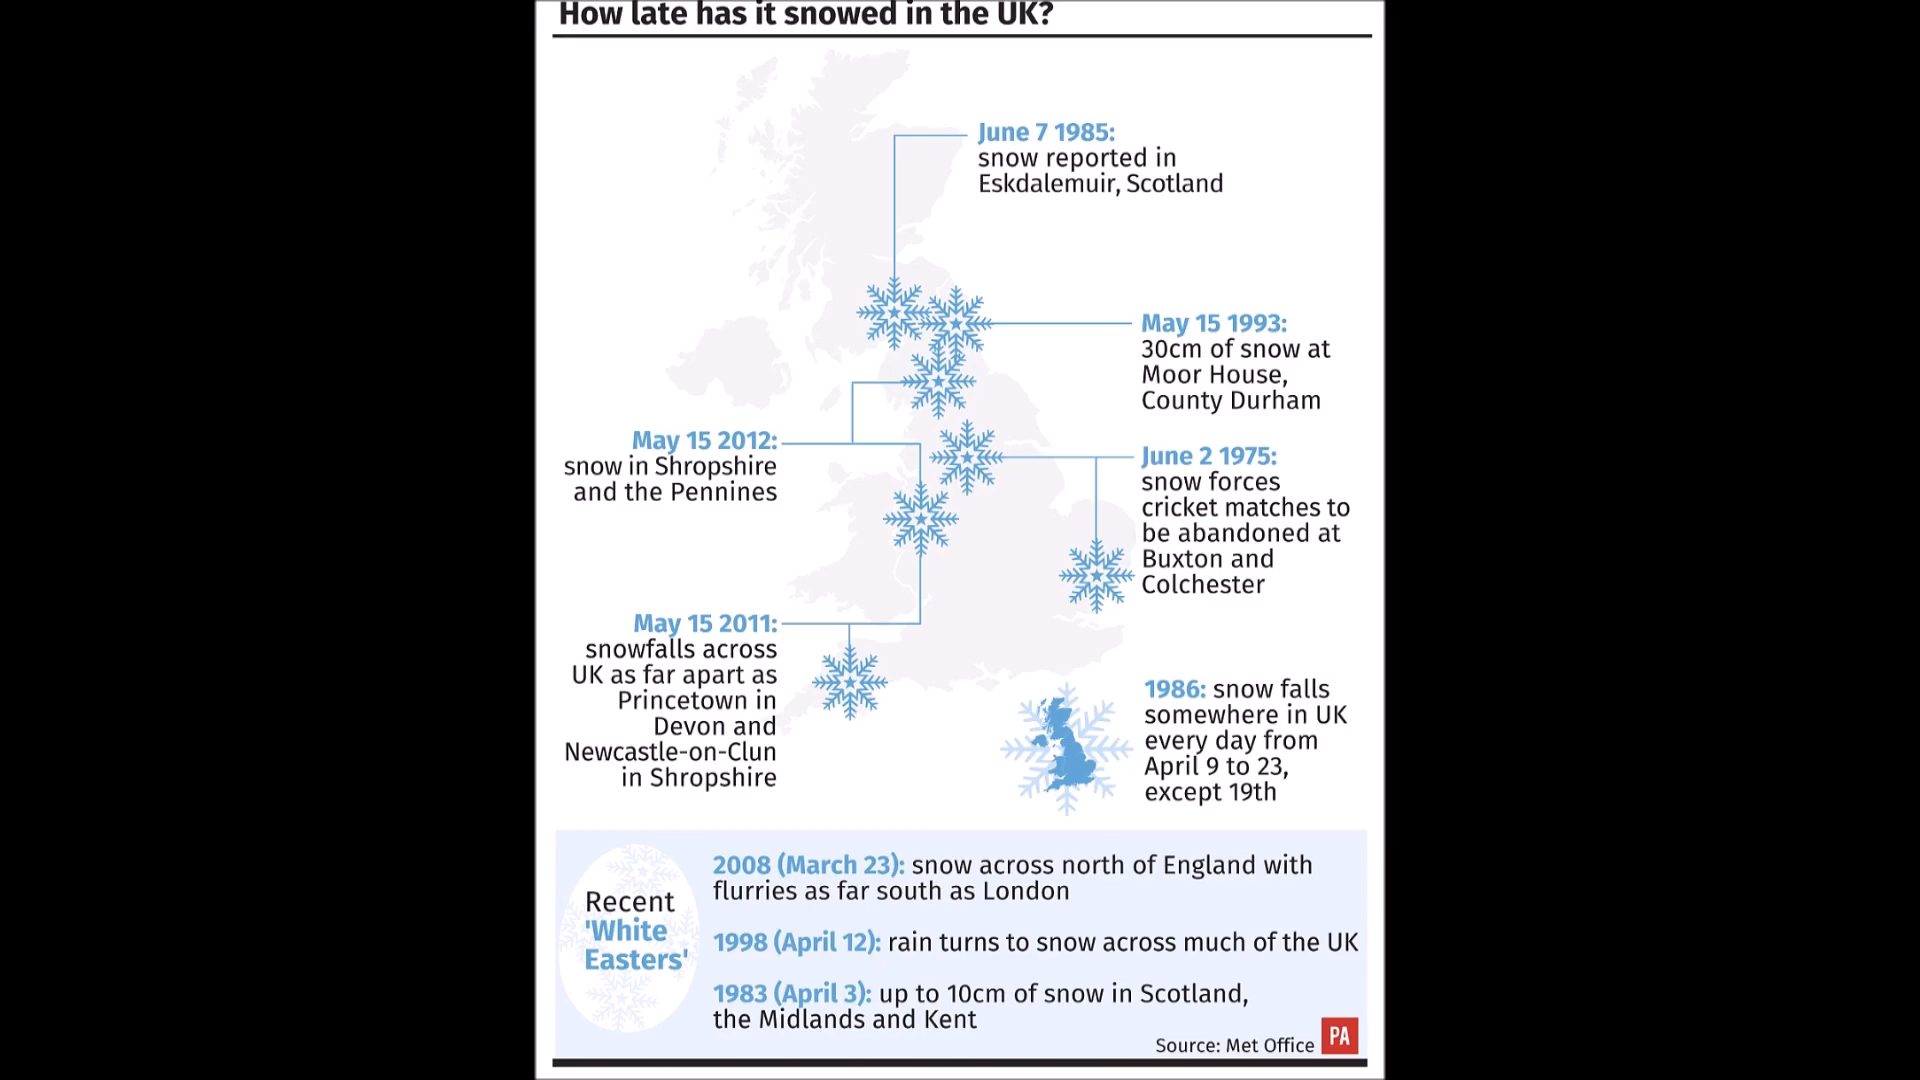 How late has it snowed in the UK?
June 7 1985:
snow reported in
Eskdalemuir, Scotland
May 15 1993:
30cm of snow at
Moor House,
County Durham
May 15 2012:
snow in Shropshire
and the Pennines
June 2 1975:
snow forces
cricket matches to
be abandoned at
Buxton and
Colchester
May 15 2011:
snowfalls across
UK as far apart as
Princetown in
Devon and
Newcastle-on-Clun
in Shropshire
1986: snow falls
somewhere in UK
every day from
April 9 to 23,
except 19th
Recent
'White
Easters'
2008 (March 23): snow across north of England with
flurries as far south as London
1998 (April 12): rain turns to snow across much of the UK
1983 (April 3): up to 10cm of snow in Scotland,
the Midlands and Kent
Source: Met Office
PA